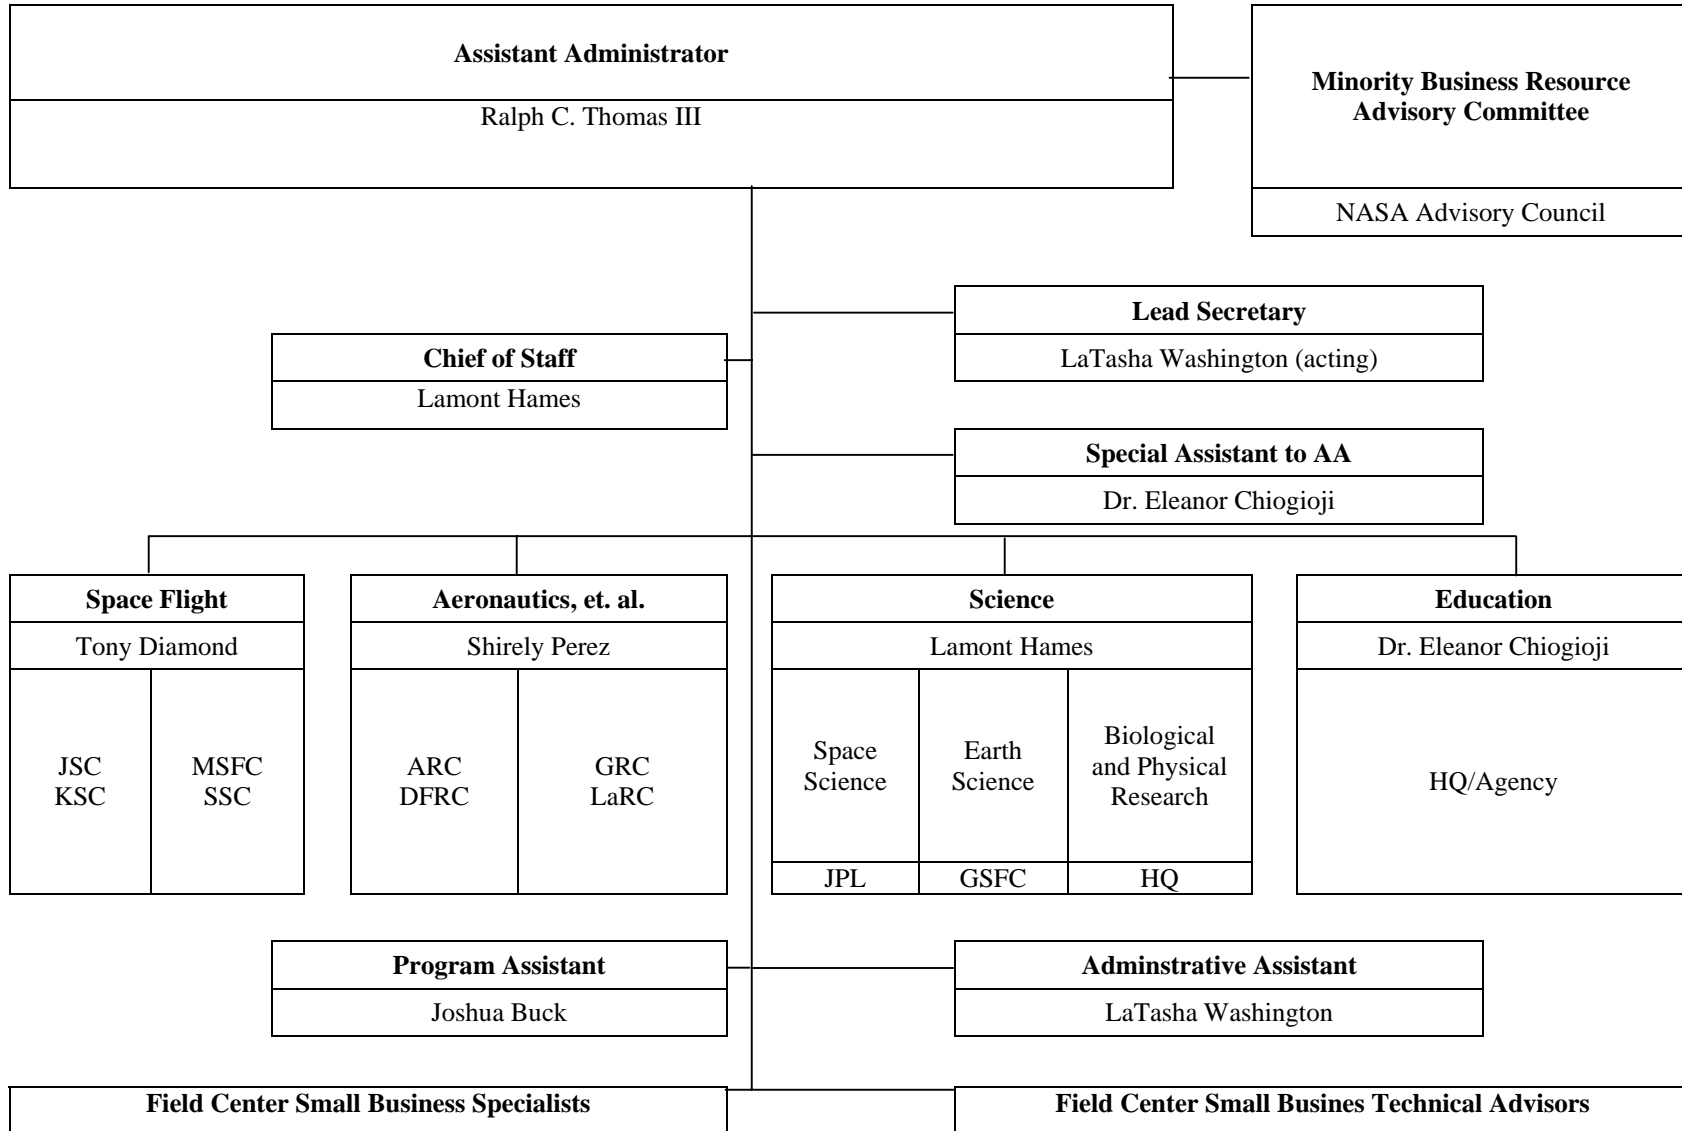 Assistant Administrator
Ralph C. Thomas III
Minority Business Resource
Advisory Committee
NASA Advisory Council
Lead Secretary
LaTasha Washington (acting)
Chief of Staff
Lamont Hames
Special Assistant to AA
Dr. Eleanor Chiogioji
Space Flight
Tony Diamond
JSC
KSC
MSFC
SSC
Aeronautics, et. al.
Shirely Perez
ARC
DFRC
GRC
LaRC
Science
Lamont Hames
Space
Science
JPL
Earth
Science
GSFC
Biological
and Physical
Research
HQ
Education
Dr. Eleanor Chiogioji
HQ/Agency
Program Assistant
Joshua Buck
Adminstrative Assistant
LaTasha Washington
Field Center Small Business Specialists
Field Center Small Busines Technical Advisors